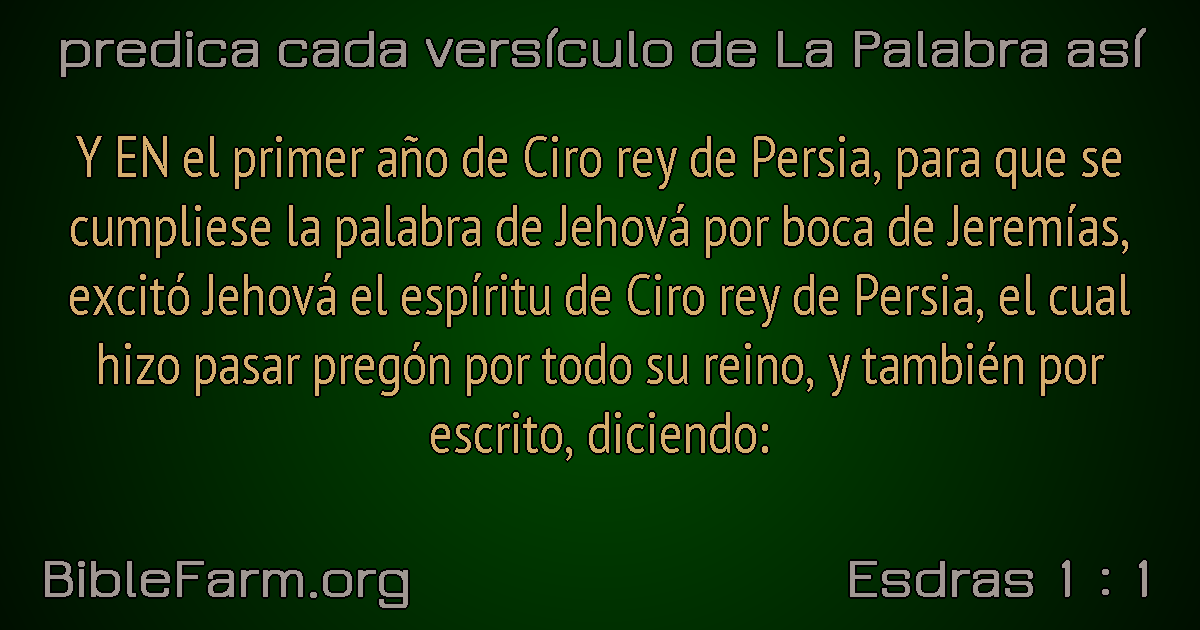 predica cada versículo de La Palabra así
Y EN el primer año de Ciro rey de Persia, para que se
cumpliese la palabra de Jehová por boca de Jeremías,
excitó Jehová el espíritu de Ciro rey de Persia, el cual
hizo pasar pregón por todo su reino, y también por
escrito, diciendo:
BibleFarm.org
Esdras 1 : 1